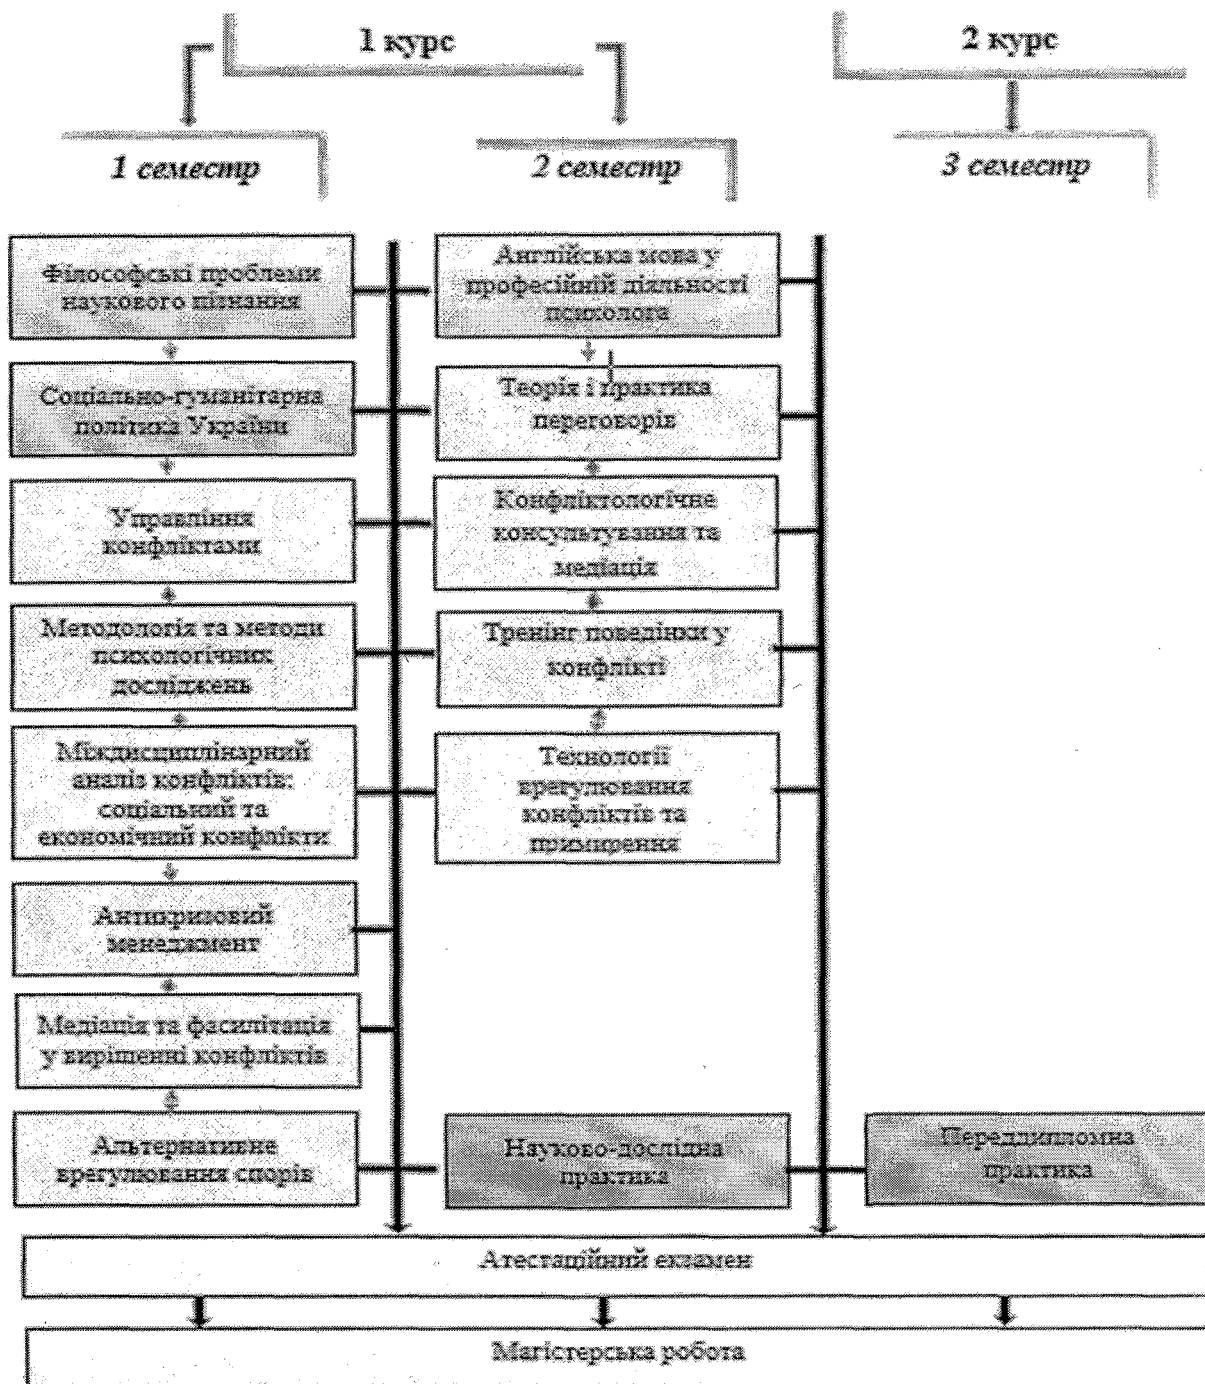 1 курс
2 курс
1 семестр
2 семестр
3 семестр
Філософські проблеми
наукового пізнання
Соціально-гуманітарна
політика України
Управління
конфліктами
Методологія та методи
психологічних
досліджень
Міждисциплінарний
аналіз конфліктів:
соціальний та
економічний конфлікти
Антикризовий
менеджмент
Медіація та фасилітація
у вирішенні конфліктів
Альтернативне
врегулювання спорів
Англійська мова у
професійній діяльності
психолога
Теорія і практика
переговорів
Конфліктологічне
консультування та
медіація
Тренінг поведінки у
конфлікті
Технології
врегулювання
конфліктів та
примирення
Науково-дослідна
практика
Переддипломна
практика
Атестаційний екзамен
Магістерська робота